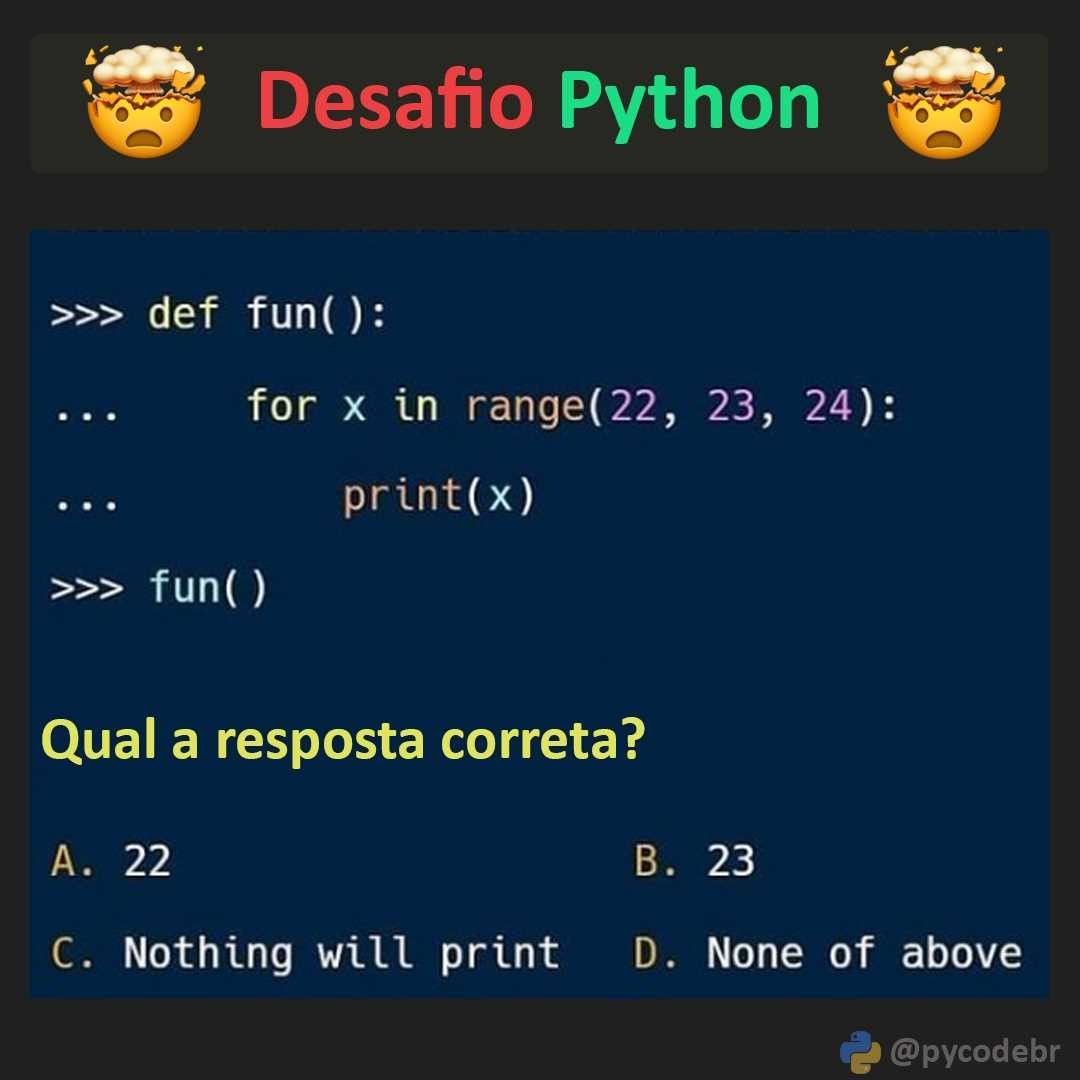 Desafio Python
>>> def fun():
...     for x in range(22, 23, 24):
...         print(x)
>>> fun()
Qual a resposta correta?
A. 22 B. 23
C. Nothing will print D. None of above
@pycodebr